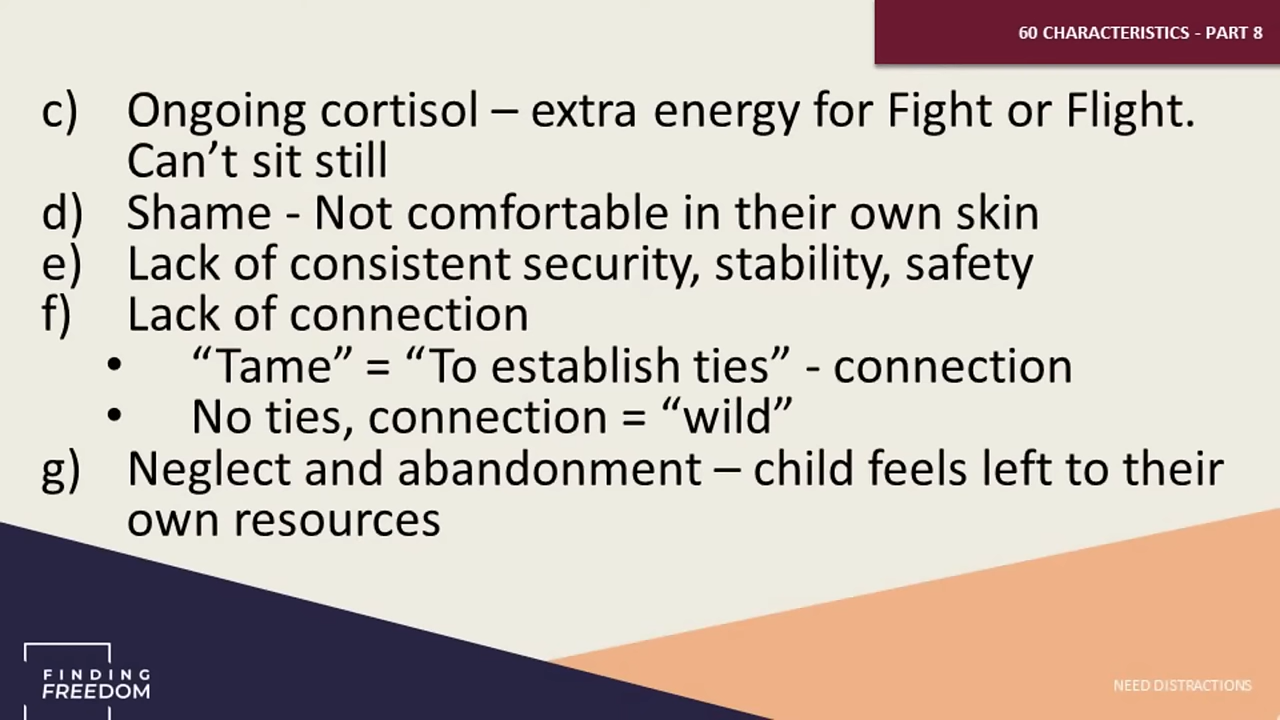 60 CHARACTERISTICS - PART 8
c) Ongoing cortisol – extra energy for Fight or Flight.
Can’t sit still
d) Shame - Not comfortable in their own skin
e) Lack of consistent security, stability, safety
f) Lack of connection
• “Tame” = “To establish ties” - connection
• No ties, connection = “wild”
g) Neglect and abandonment – child feels left to their
own resources
FINDING
FREEDOM
NEED DISTRACTIONS